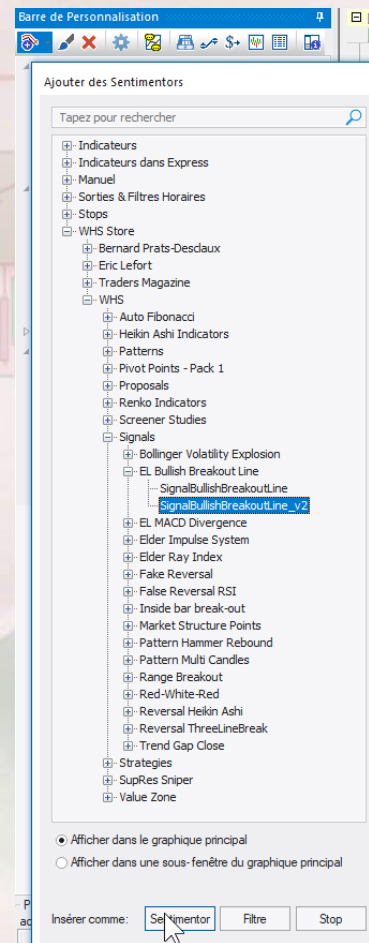 Barre de Personnalisation
Ajouter des Sentimentors
Tapez pour rechercher
Indicateurs
Indicateurs dans Express
Manuel
Sorties & Filtres Horaires
Stops
WHS Store
Bernard Prats-Desclaux
Eric Lefort
Traders Magazine
WHS
Auto Fibonacci
Heikin Ashi Indicators
Patterns
Pivot Points - Pack 1
Proposals
Renko Indicators
Screener Studies
Signals
Bollinger Volatility Explosion
EL Bullish Breakout Line
SignalBullishBreakoutLine
SignalBullishBreakoutLine_v2
EL MACD Divergence
Elder Impulse System
Elder Ray Index
Fake Reversal
False Reversal RSI
Inside bar break-out
Market Structure Points
Pattern Hammer Rebound
Pattern Multi Candles
Range Breakout
Red-White-Red
Reversal Heikin Ashi
Reversal ThreeLineBreak
Trend Gap Close
Strategies
SupRes Sniper
Value Zone
Afficher dans le graphique principal
Afficher dans une sous-fenêtre du graphique principal
Insérer comme: Sentimentor Filtre Stop